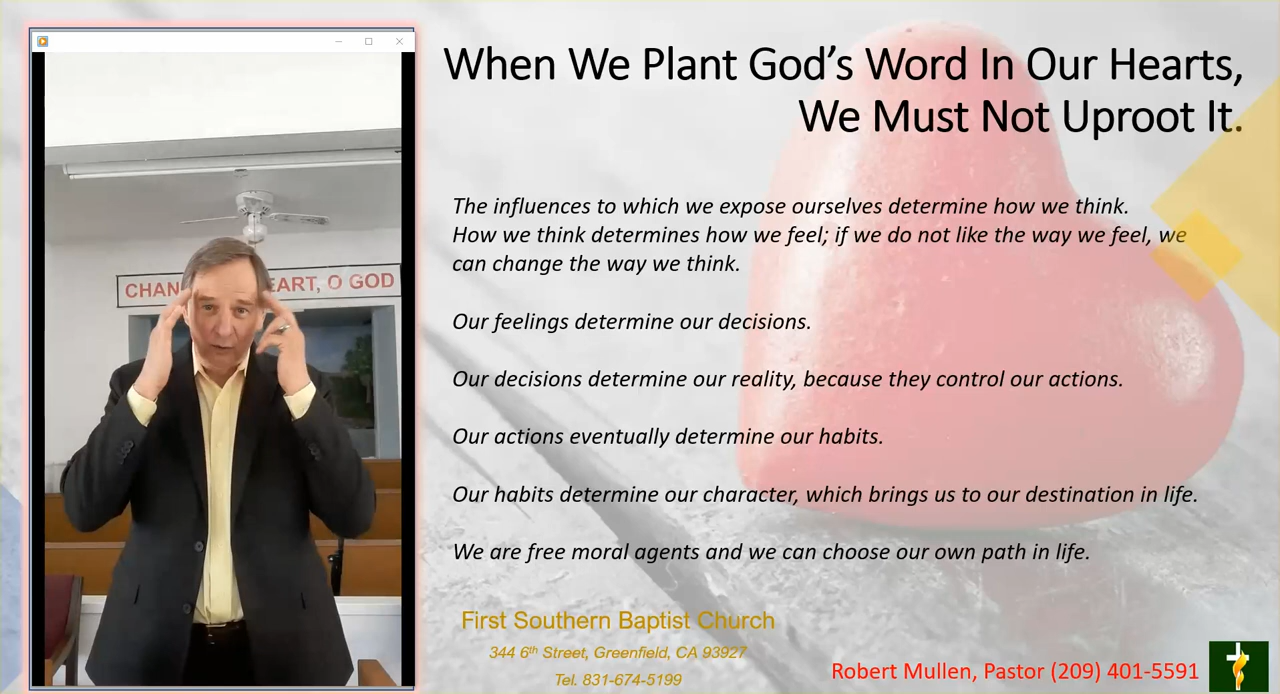 When We Plant God’s Word In Our Hearts,
We Must Not Uproot It.
CHAN EART, O GOD
The influences to which we expose ourselves determine how we think.
How we think determines how we feel; if we do not like the way we feel, we
can change the way we think.
Our feelings determine our decisions.
Our decisions determine our reality, because they control our actions.
Our actions eventually determine our habits.
Our habits determine our character, which brings us to our destination in life.
We are free moral agents and we can choose our own path in life.
First Southern Baptist Church
344 6th Street, Greenfield, CA 93927
Tel. 831-674-5199
Robert Mullen, Pastor (209) 401-5591